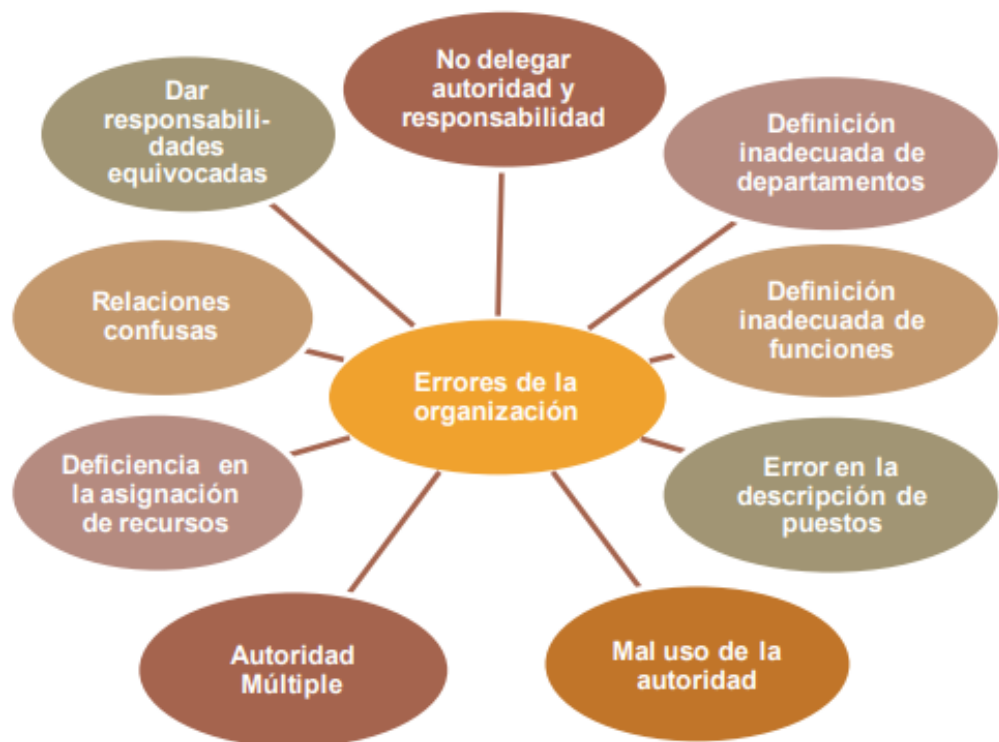 No delegar
autoridad y
responsabilidad
Dar
responsabili-
dades
equivocadas
Definición
inadecuada de
departamentos
Relaciones
confusas
Definición
inadecuada de
funciones
Errores de la
organización
Deficiencia en
la asignación
de recursos
Error en la
descripción de
puestos
Autoridad
Múltiple
Mal uso de la
autoridad